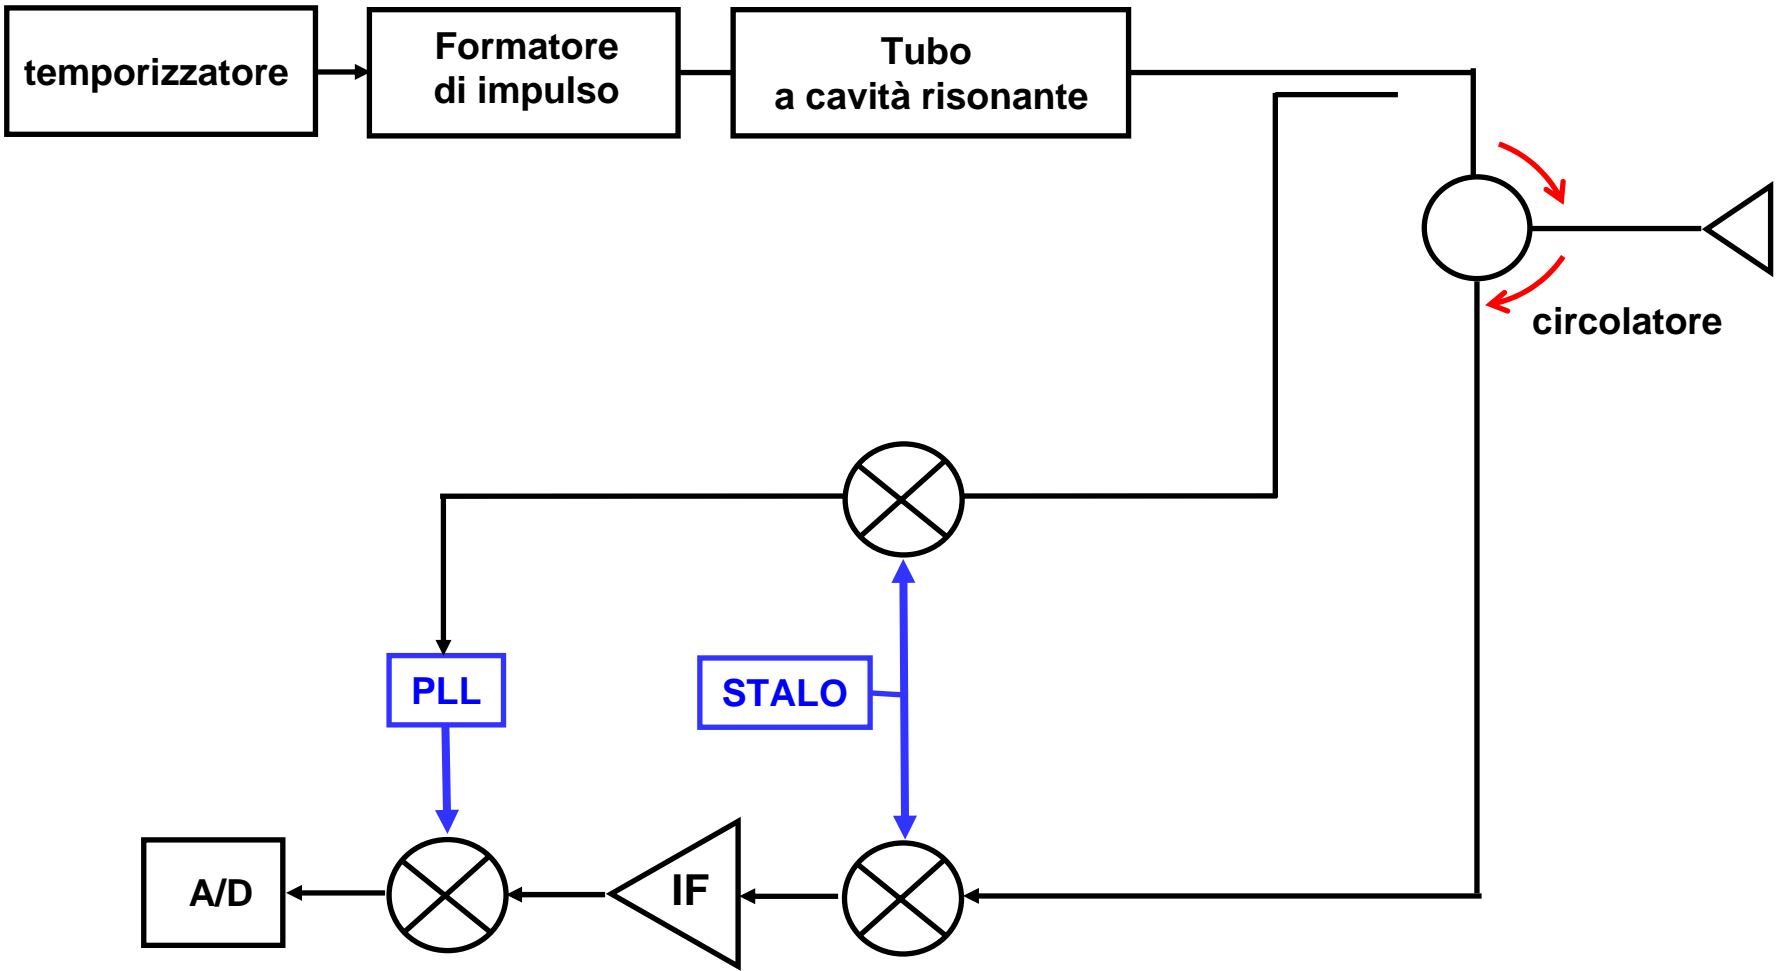 temporizzatore
Formatore
di impulso
Tubo
a cavità risonante
circolatore
PLL
STALO
A/D
IF